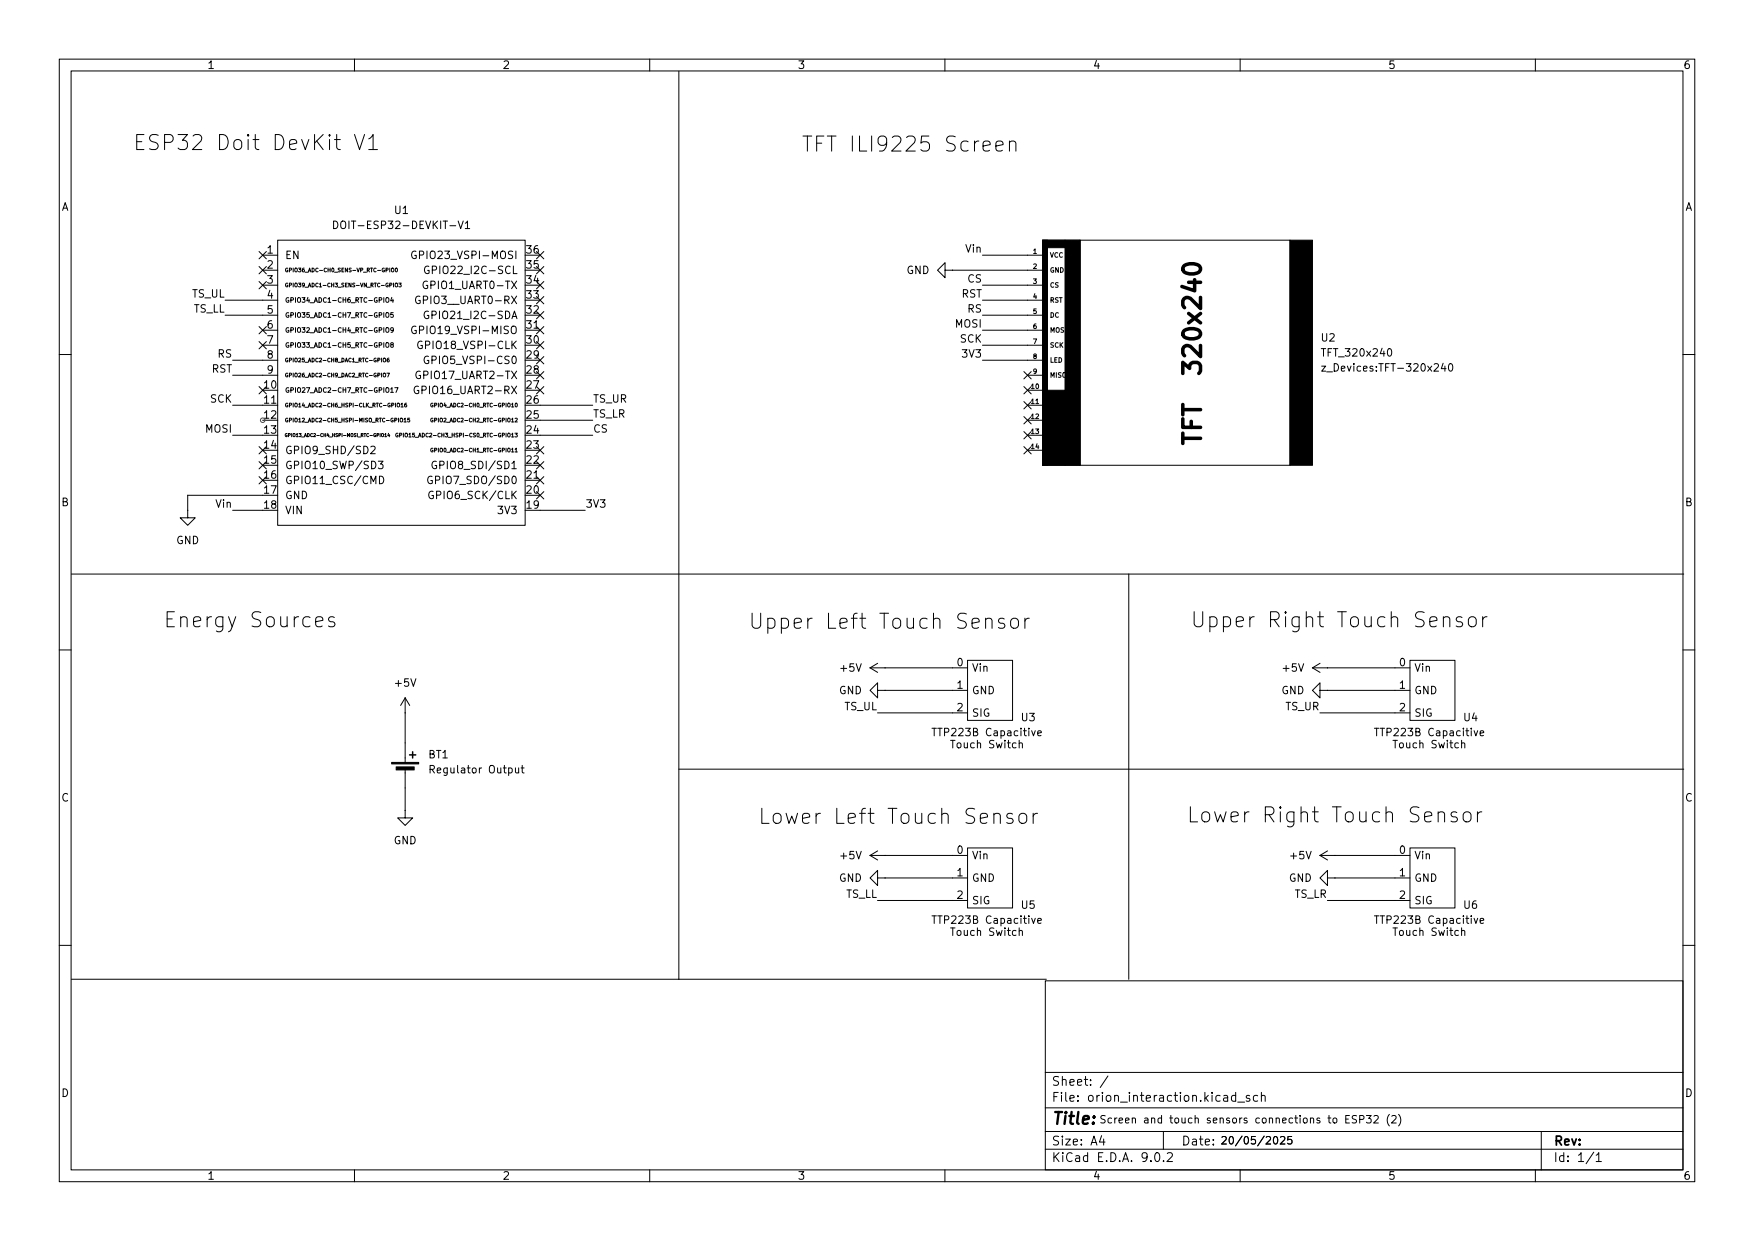 1 2 3 4 5 6
ESP32 Doit DevKit V1
TFT ILI9225 Screen
A
A
U1
DOIT-ESP32-DEVKIT-V1
1 EN
2 GPIO36_ADC-CH0_SENS-VP_RTC-GPIO0
3 GPIO39_ADC1-CH3_SENS-VN_RTC-GPIO3
TS_UL 4 GPIO34_ADC1-CH6_RTC-GPIO4
TS_LL 5 GPIO35_ADC1-CH7_RTC-GPIO5
6 GPIO32_ADC1-CH4_RTC-GPIO9
7 GPIO33_ADC1-CH5_RTC-GPIO8
RS 8 GPIO25_ADC2-CH8_DAC1_RTC-GPIO6
RST 9 GPIO26_ADC2-CH9_DAC2_RTC-GPIO7
10 GPIO27_ADC2-CH7_RTC-GPIO17
SCK 11 GPIO14_ADC2-CH6_HSPI-CLK_RTC-GPIO16
12 GPIO12_ADC2-CH5_HSPI-MISO_RTC-GPIO15
MOSI 13 GPIO13_ADC2-CH4_HSPI-MOSI_RTC-GPIO14
14 GPIO9_SHD/SD2
15 GPIO10_SWP/SD3
16 GPIO11_CSC/CMD
17 GND
Vin 18 VIN
GND
GPIO23_VSPI-MOSI 36
GPIO22_I2C-SCL 35
GPIO1_UART0-TX 34
GPIO3__UART0-RX 33
GPIO21_I2C-SDA 32
GPIO19_VSPI-MISO 31
GPIO18_VSPI-CLK 30
GPIO5_VSPI-CS0 29
GPIO17_UART2-TX 28
GPIO16_UART2-RX 27
GPIO4_ADC2-CH0_RTC-GPIO10 26 TS_UR
GPIO2_ADC2-CH2_RTC-GPIO12 25 TS_LR
GPIO15_ADC2-CH3_HSPI-CS0_RTC-GPIO13 24 CS
GPIO0_ADC2-CH1_RTC-GPIO11 23
GPIO8_SDI/SD1 22
GPIO7_SDO/SD0 21
GPIO6_SCK/CLK 20
3V3 19 3V3
Vin 1 VCC
GND 2 GND
CS 3 CS
RST 4 RST
RS 5 DC
MOSI 6 MOS
SCK 7 SCK
3V3 8 LED
9 MISO
10
11
12
13
14
TFT 320x240
U2
TFT_320x240
z_Devices:TFT-320x240
B
B
Energy Sources
+5V
+
BT1
Regulator Output
GND
Upper Left Touch Sensor
+5V 0 Vin
GND 1 GND
TS_UL 2 SIG
U3
TTP223B Capacitive
Touch Switch
Upper Right Touch Sensor
+5V 0 Vin
GND 1 GND
TS_UR 2 SIG
U4
TTP223B Capacitive
Touch Switch
C
C
Lower Left Touch Sensor
+5V 0 Vin
GND 1 GND
TS_LL 2 SIG
U5
TTP223B Capacitive
Touch Switch
Lower Right Touch Sensor
+5V 0 Vin
GND 1 GND
TS_LR 2 SIG
U6
TTP223B Capacitive
Touch Switch
D
D
Sheet: /
File: orion_interaction.kicad_sch
Title: Screen and touch sensors connections to ESP32 (2)
Size: A4 Date: 20/05/2025 Rev:
KiCad E.D.A. 9.0.2 Id: 1/1
1 2 3 4 5 6